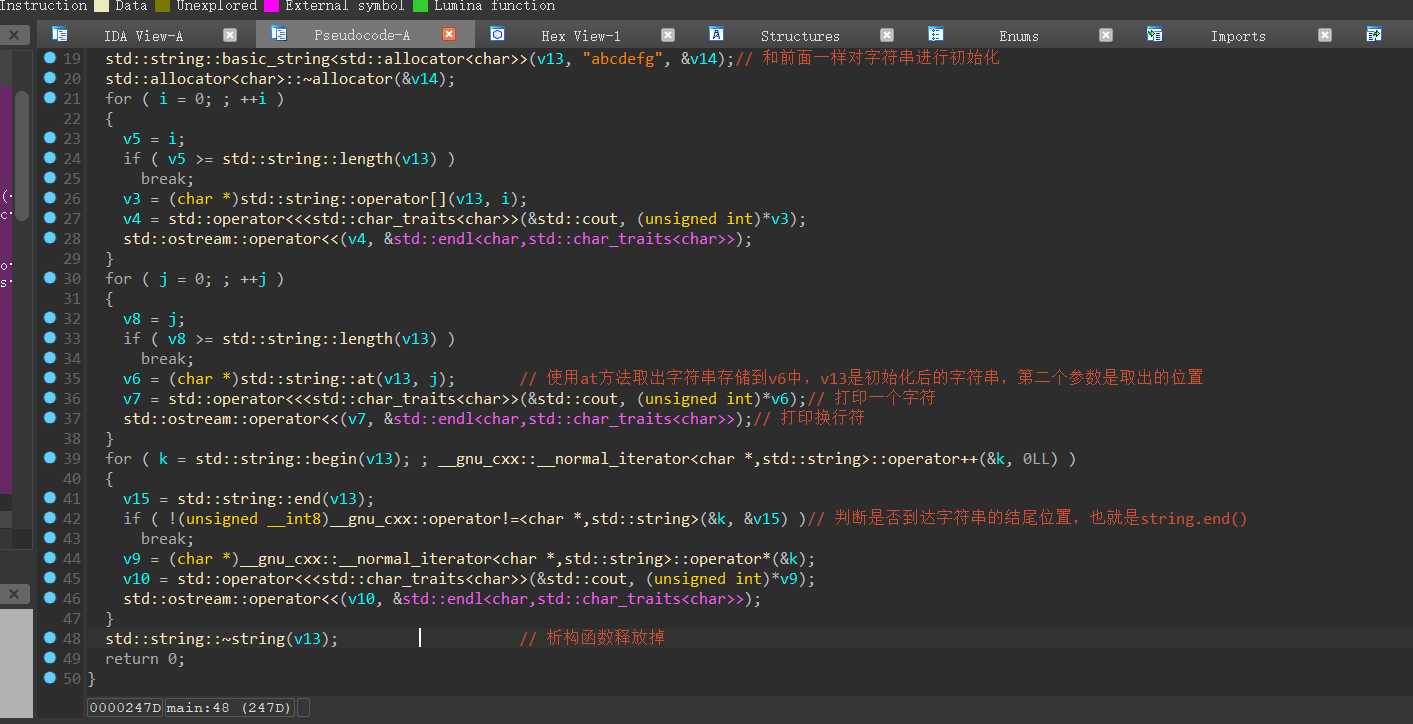 Instruction Data Unexplored External symbol Lumina function
IDA View-A Pseudocode-A Hex View-1 Structures Enums Imports
19 std::string::basic_string<std::allocator<char>>(v13, "abcdefg", &v14);// 和前面一样对字符串进行初始化
20 std::allocator<char>::~allocator(&v14);
21 for ( i = 0; ; ++i )
22 {
23 v5 = i;
24 if ( v5 >= std::string::length(v13) )
25 break;
26 v3 = (char *)std::string::operator[](v13, i);
27 v4 = std::operator<<<std::char_traits<char>>(&std::cout, (unsigned int)*v3);
28 std::ostream::operator<<(v4, &std::endl<char,std::char_traits<char>>);
29 }
30 for ( j = 0; ; ++j )
31 {
32 v8 = j;
33 if ( v8 >= std::string::length(v13) )
34 break;
35 v6 = (char *)std::string::at(v13, j); // 使用at方法取出字符串存储到v6中，v13是初始化后的字符串，第二个参数是取出的位置
36 v7 = std::operator<<<std::char_traits<char>>(&std::cout, (unsigned int)*v6);// 打印一个字符
37 std::ostream::operator<<(v7, &std::endl<char,std::char_traits<char>>);// 打印换行符
38 }
39 for ( k = std::string::begin(v13); ; __gnu_cxx::__normal_iterator<char *,std::string>::operator++(&k, 0LL) )
40 {
41 v15 = std::string::end(v13);
42 if ( !(unsigned __int8)__gnu_cxx::operator!=<char *,std::string>(&k, &v15) )// 判断是否到达字符串的结尾位置，也就是string.end()
43 break;
44 v9 = (char *)__gnu_cxx::__normal_iterator<char *,std::string>::operator*(&k);
45 v10 = std::operator<<<std::char_traits<char>>(&std::cout, (unsigned int)*v9);
46 std::ostream::operator<<(v10, &std::endl<char,std::char_traits<char>>);
47 }
48 std::string::~string(v13); // 析构函数释放掉
49 return 0;
50 }
0000247D main:48 (247D)